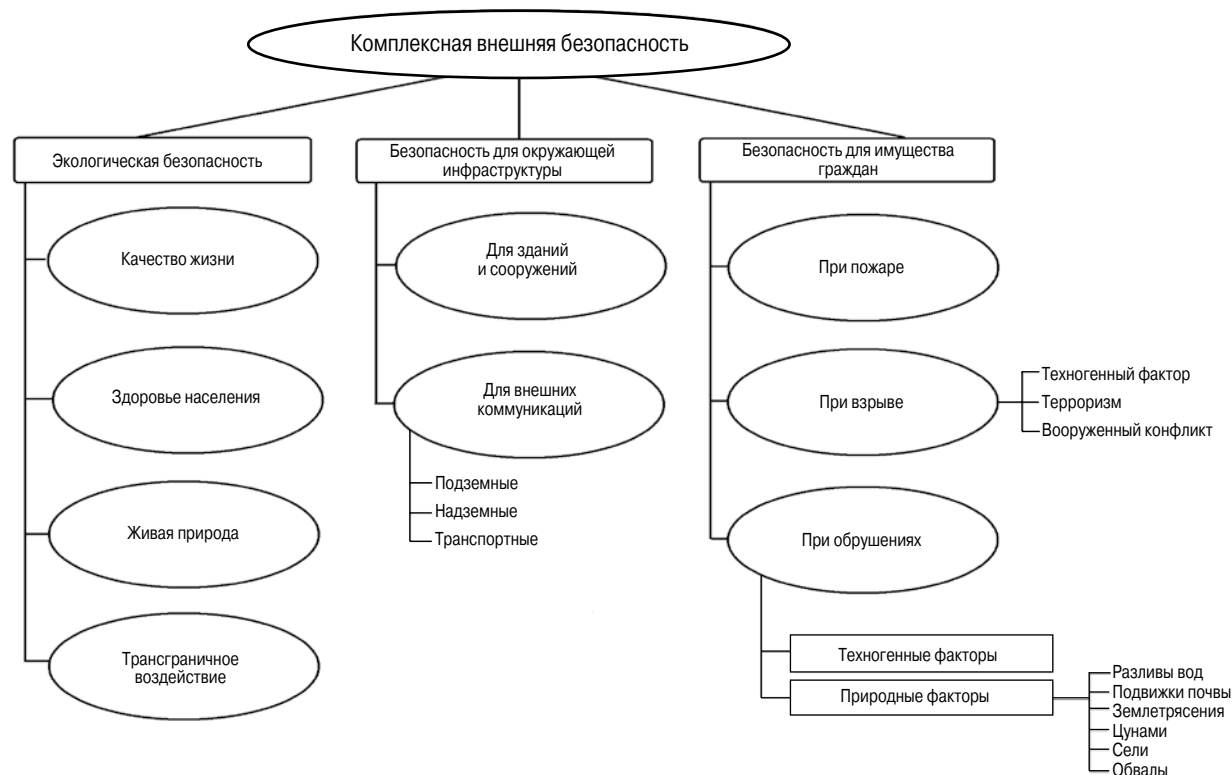 Комплексная внешняя безопасность
Экологическая безопасность
Качество жизни
Здоровье населения
Живая природа
Трансграничное
воздействие
Безопасность для окружающей
инфраструктуры
Для зданий
и сооружений
Для внешних
коммуникаций
Подземные
Надземные
Транспортные
Безопасность для имущества
граждан
При пожаре
При взрыве
Техногенный фактор
Терроризм
Вооруженный конфликт
При обрушениях
Техногенные факторы
Природные факторы
Разливы вод
Подвижки почвы
Землетрясения
Цунами
Сели
Обвалы